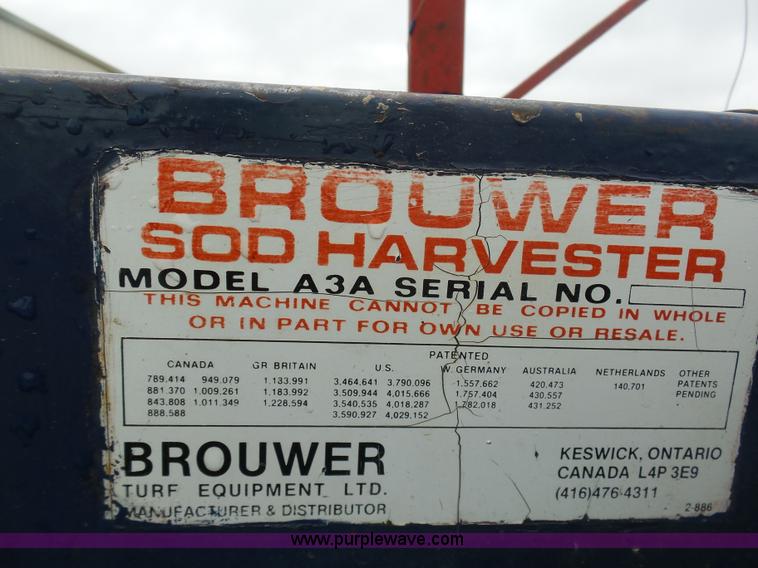 BROUWER
SOD HARVESTER
MODEL A3A SERIAL NO.
THIS MACHINE CANNOT BE COPIED IN WHOLE
OR IN PART FOR OWN USE OR RESALE.
PATENTED
CANADA GR BRITAIN U.S. W. GERMANY AUSTRALIA NETHERLANDS OTHER
789.414 949.079 1.133.991 3.464.641 3.790.096 1.557.662 420.473 140.701 PATENTS
881.370 1.009.261 1.183.992 3.509.944 4.015.666 1.757.404 430.557 PENDING
843.808 1.011.349 1.228.594 3.540.535 4.018.287 1.782.018 431.252
888.588 3.590.927 4.029.152
BROUWER
TURF EQUIPMENT LTD.
MANUFACTURER & DISTRIBUTOR
KESWICK, ONTARIO
CANADA L4P 3E9
(416)476-4311
2-886
www.purplewave.com